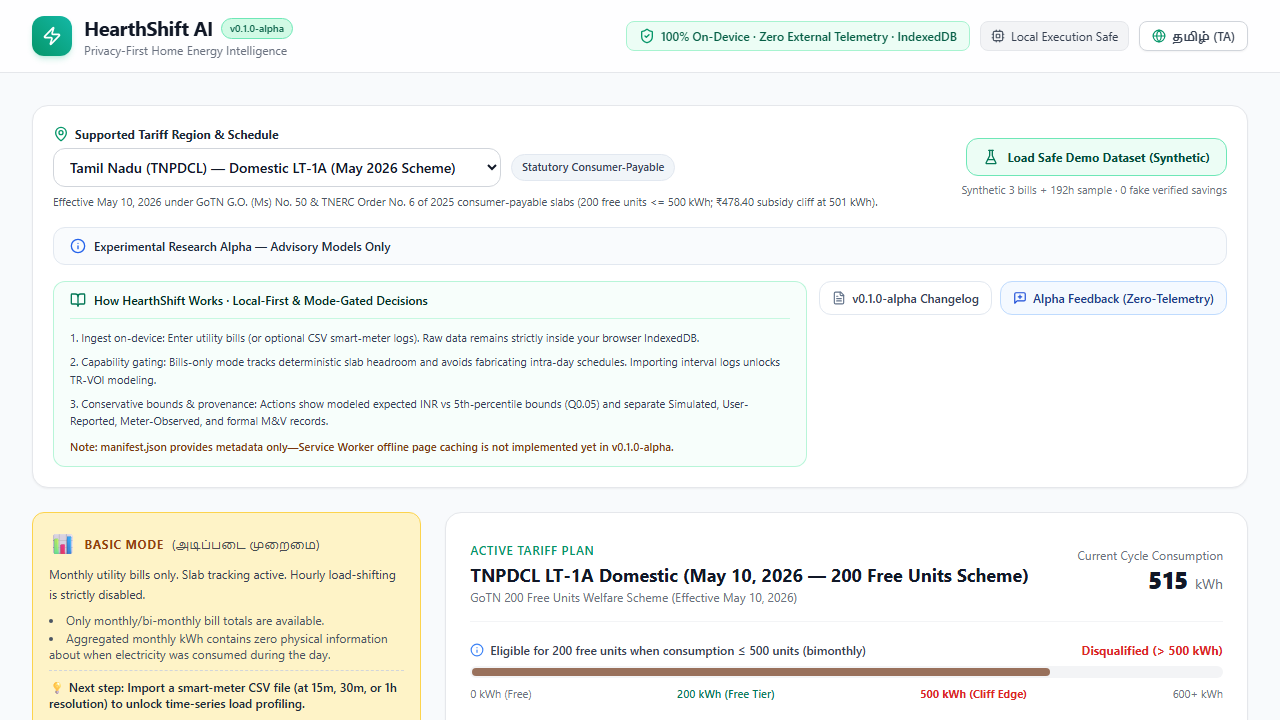 HearthShift AI v0.1.0-alpha
Privacy-First Home Energy Intelligence
100% On-Device · Zero External Telemetry · IndexedDB
Local Execution Safe
தமிழ் (TA)
Supported Tariff Region & Schedule
Tamil Nadu (TNPDCL) — Domestic LT-1A (May 2026 Scheme)
Statutory Consumer-Payable
Effective May 10, 2026 under GoTN G.O. (Ms) No. 50 & TNERC Order No. 6 of 2025 consumer-payable slabs (200 free units <= 500 kWh; ₹478.40 subsidy cliff at 501 kWh).
Load Safe Demo Dataset (Synthetic)
Synthetic 3 bills + 192h sample · 0 fake verified savings
Experimental Research Alpha — Advisory Models Only
How HearthShift Works · Local-First & Mode-Gated Decisions
1. Ingest on-device: Enter utility bills (or optional CSV smart-meter logs). Raw data remains strictly inside your browser IndexedDB.
2. Capability gating: Bills-only mode tracks deterministic slab headroom and avoids fabricating intra-day schedules. Importing interval logs unlocks
TR-VOI modeling.
3. Conservative bounds & provenance: Actions show modeled expected INR vs 5th-percentile bounds (Q0.05) and separate Simulated, User-
Reported, Meter-Observed, and formal M&V records.
Note: manifest.json provides metadata only—Service Worker offline page caching is not implemented yet in v0.1.0-alpha.
v0.1.0-alpha Changelog
Alpha Feedback (Zero-Telemetry)
BASIC MODE (அடிப்படை முறைமை)
Monthly utility bills only. Slab tracking active. Hourly load-shifting
is strictly disabled.
• Only monthly/bi-monthly bill totals are available.
• Aggregated monthly kWh contains zero physical information
about when electricity was consumed during the day.
Next step: Import a smart-meter CSV file (at 15m, 30m, or 1h
resolution) to unlock time-series load profiling.
ACTIVE TARIFF PLAN
TNPDCL LT-1A Domestic (May 10, 2026 — 200 Free Units Scheme)
GoTN 200 Free Units Welfare Scheme (Effective May 10, 2026)
Current Cycle Consumption
515 kWh
Eligible for 200 free units when consumption ≤ 500 units (bimonthly)
Disqualified (> 500 kWh)
0 kWh (Free)
200 kWh (Free Tier)
500 kWh (Cliff Edge)
600+ kWh